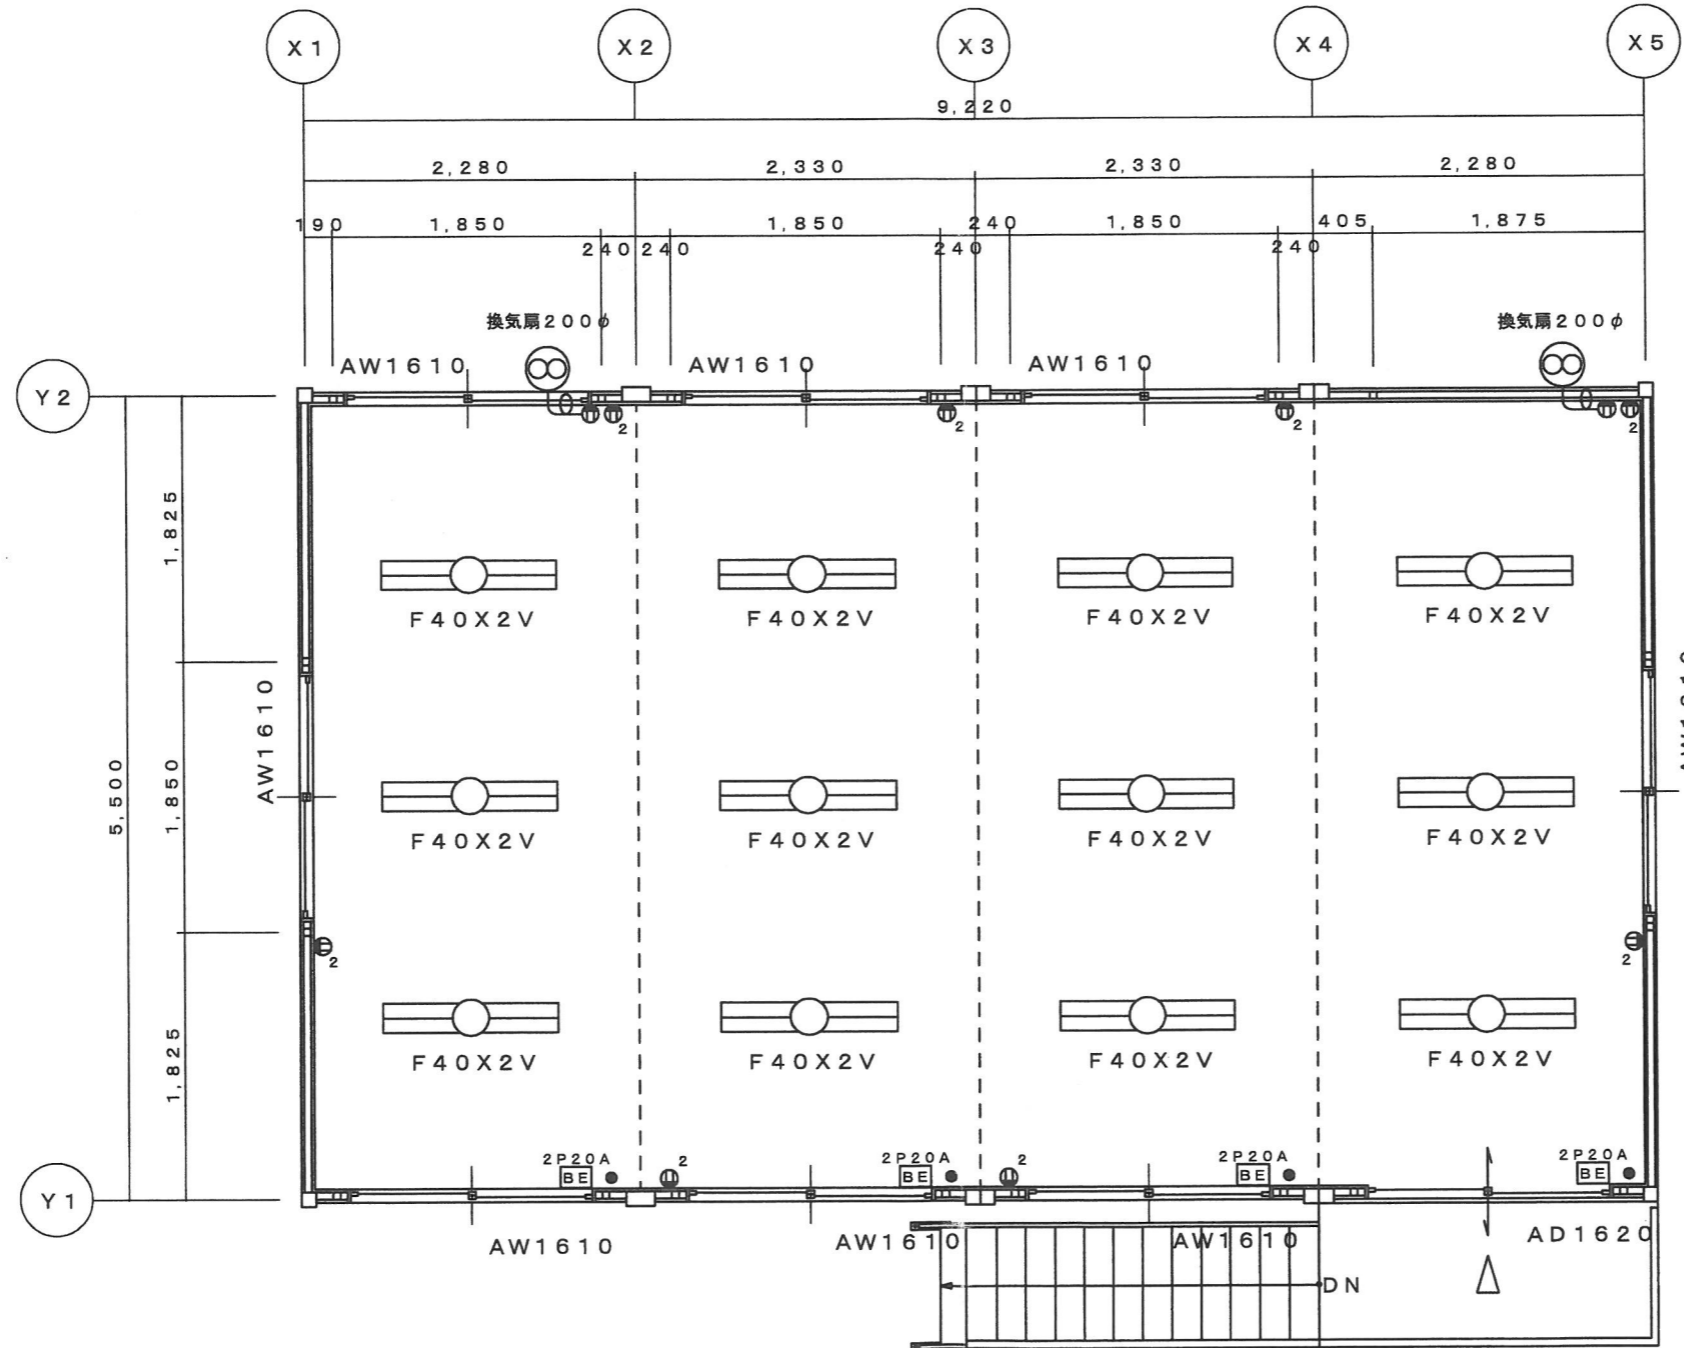 X1 X2 X3 X4 X5
9,220
2,280 2,330 2,330 2,280
190 1,850 1,850 240 1,850 405 1,875
240 240 240 240
換気扇200φ 換気扇200φ
AW1610 AW1610 AW1610
Y2
2 2 2 2
1,825
F40X2V F40X2V F40X2V F40X2V
AW1610
5,500
1,850
F40X2V F40X2V F40X2V F40X2V
2 2
1,825
F40X2V F40X2V F40X2V F40X2V
2P20A 2 2P20A 2 2P20A 2P20A
BE BE BE BE
Y1
AW1610 AW1610 AW1610 AD1620
DN